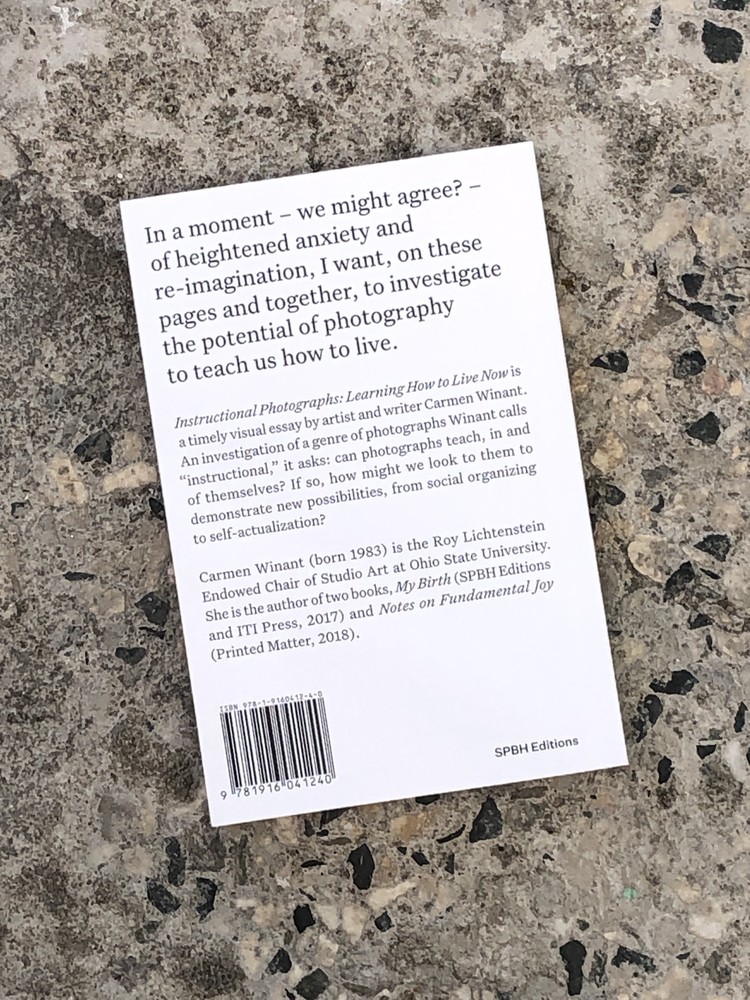 In a moment – we might agree? –
of heightened anxiety and
re-imagination, I want, on these
pages and together, to investigate
the potential of photography
to teach us how to live.
Instructional Photographs: Learning How to Live Now is
a timely visual essay by artist and writer Carmen Winant.
An investigation of a genre of photographs Winant calls
“instructional,” it asks: can photographs teach, in and
of themselves? If so, how might we look to them to
demonstrate new possibilities, from social organizing
to self-actualization?
Carmen Winant (born 1983) is the Roy Lichtenstein
Endowed Chair of Studio Art at Ohio State University.
She is the author of two books, My Birth (SPBH Editions
and ITI Press, 2017) and Notes on Fundamental Joy
(Printed Matter, 2018).
ISBN 978-1-9160412-4-0
9 781916 041240
SPBH Editions